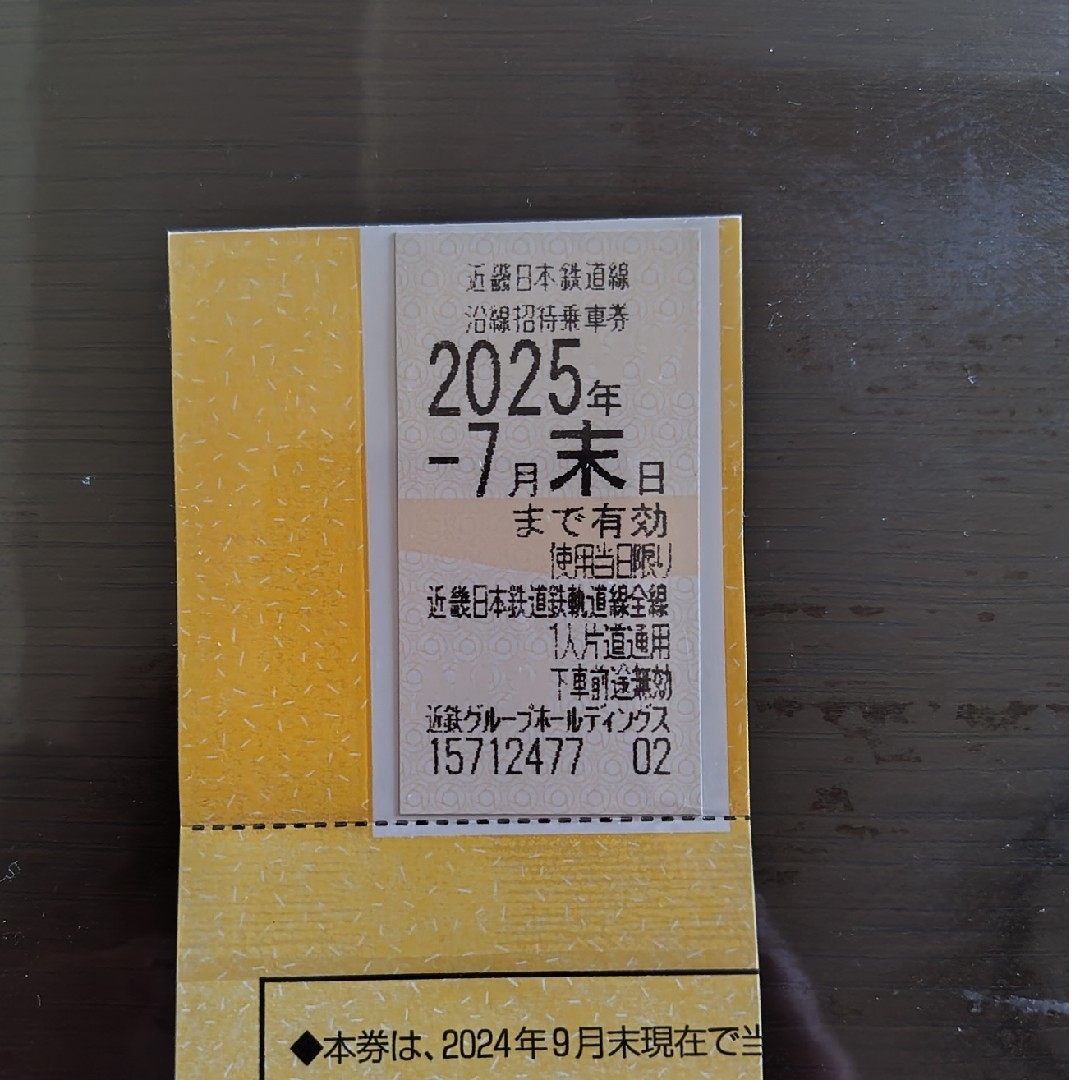 近畿日本鉄道線
沿線招待乗車券
2025年
-7月末日
まで有効
使用当日限り
近畿日本鉄道鉄軌道線全線
1人片道通用
下車前途無効
近鉄グループホールディングス
15712477 02
◆本券は、2024年9月末現在で当